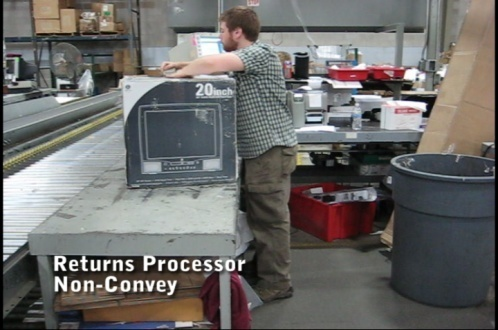 20inch
Returns Processor
Non-Convey